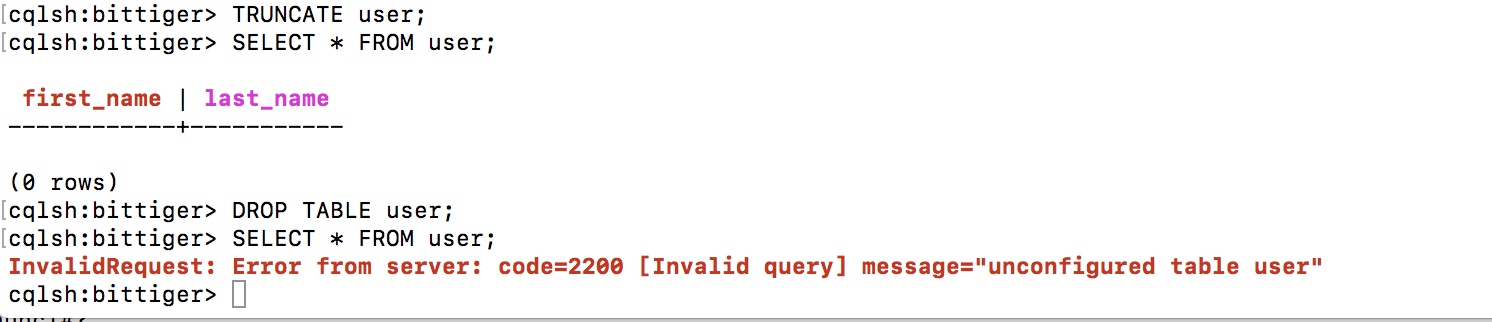 [cqlsh:bittiger> TRUNCATE user;
[cqlsh:bittiger> SELECT * FROM user;
first_name | last_name
------------+-----------
(0 rows)
[cqlsh:bittiger> DROP TABLE user;
[cqlsh:bittiger> SELECT * FROM user;
InvalidRequest: Error from server: code=2200 [Invalid query] message="unconfigured table user"
cqlsh:bittiger>